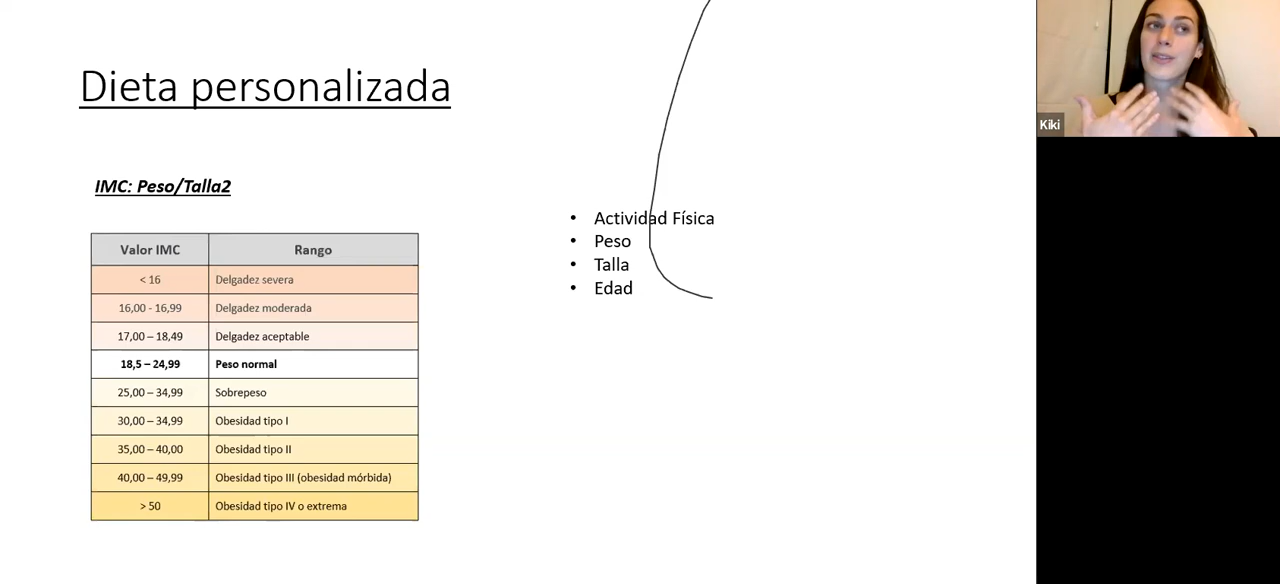 Dieta personalizada
IMC: Peso/Talla2
Valor IMC Rango
< 16 Delgadez severa
16,00 - 16,99 Delgadez moderada
17,00 – 18,49 Delgadez aceptable
18,5 – 24,99 Peso normal
25,00 – 34,99 Sobrepeso
30,00 – 34,99 Obesidad tipo I
35,00 – 40,00 Obesidad tipo II
40,00 – 49,99 Obesidad tipo III (obesidad mórbida)
> 50 Obesidad tipo IV o extrema
• Actividad Física
• Peso
• Talla
• Edad
Kiki